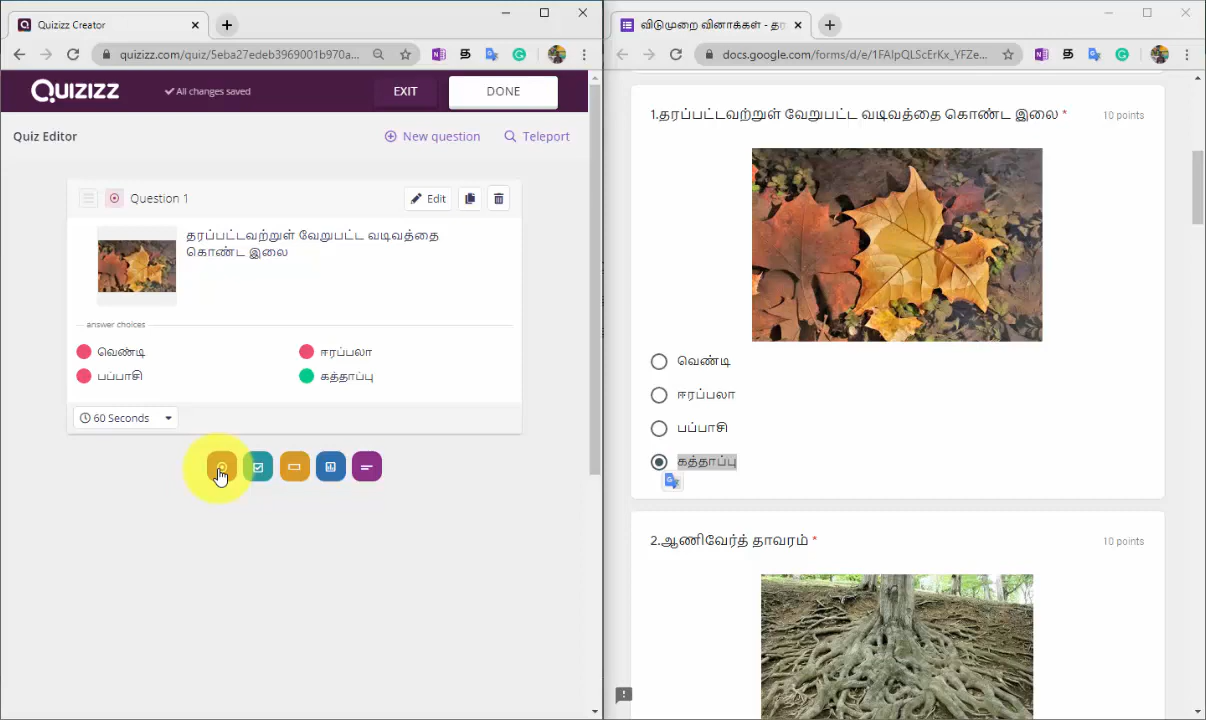 Quizizz Creator
quizizz.com/quiz/5eba27edeb3969001b970a...
Quizizz
All changes saved
EXIT
DONE
Quiz Editor
New question
Teleport
Question 1
Edit
தரப்பட்டவற்றுள் வேறுபட்ட வடிவத்தை
கொண்ட இலை
answer choices
வெண்டி
ஈரப்பலா
பப்பாசி
கத்தாப்பு
60 Seconds
விடுமுறை வினாக்கள் - தர
docs.google.com/forms/d/e/1FAIpQLScErKx_YFZe...
1.தரப்பட்டவற்றுள் வேறுபட்ட வடிவத்தை கொண்ட இலை *
10 points
வெண்டி
ஈரப்பலா
பப்பாசி
கத்தாப்பு
2.ஆணிவேர்த் தாவரம் *
10 points